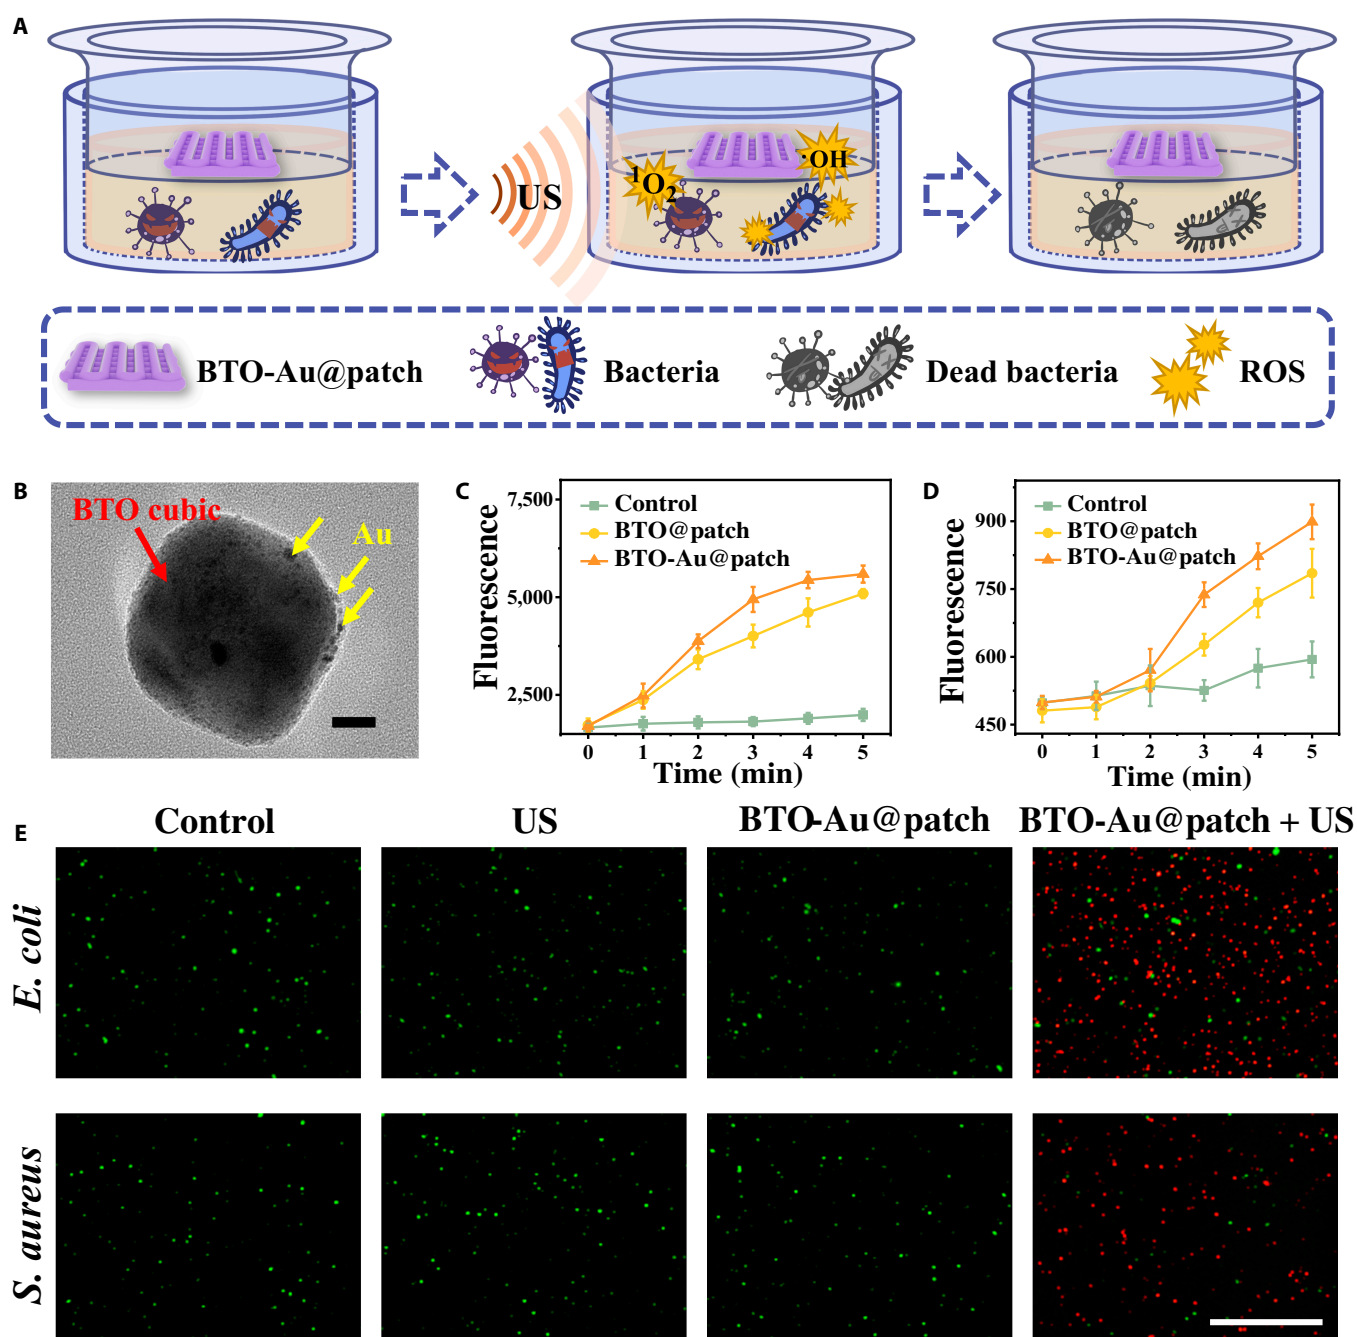 A
US
¹O₂
·OH
BTO-Au@patch
Bacteria
Dead bacteria
ROS
B
BTO cubic
Au
C
Fluorescence
7,500
5,000
2,500
Control
BTO@patch
BTO-Au@patch
0 1 2 3 4 5
Time (min)
D
Fluorescence
900
750
600
450
Control
BTO@patch
BTO-Au@patch
0 1 2 3 4 5
Time (min)
E
Control US BTO-Au@patch BTO-Au@patch + US
E. coli
S. aureus